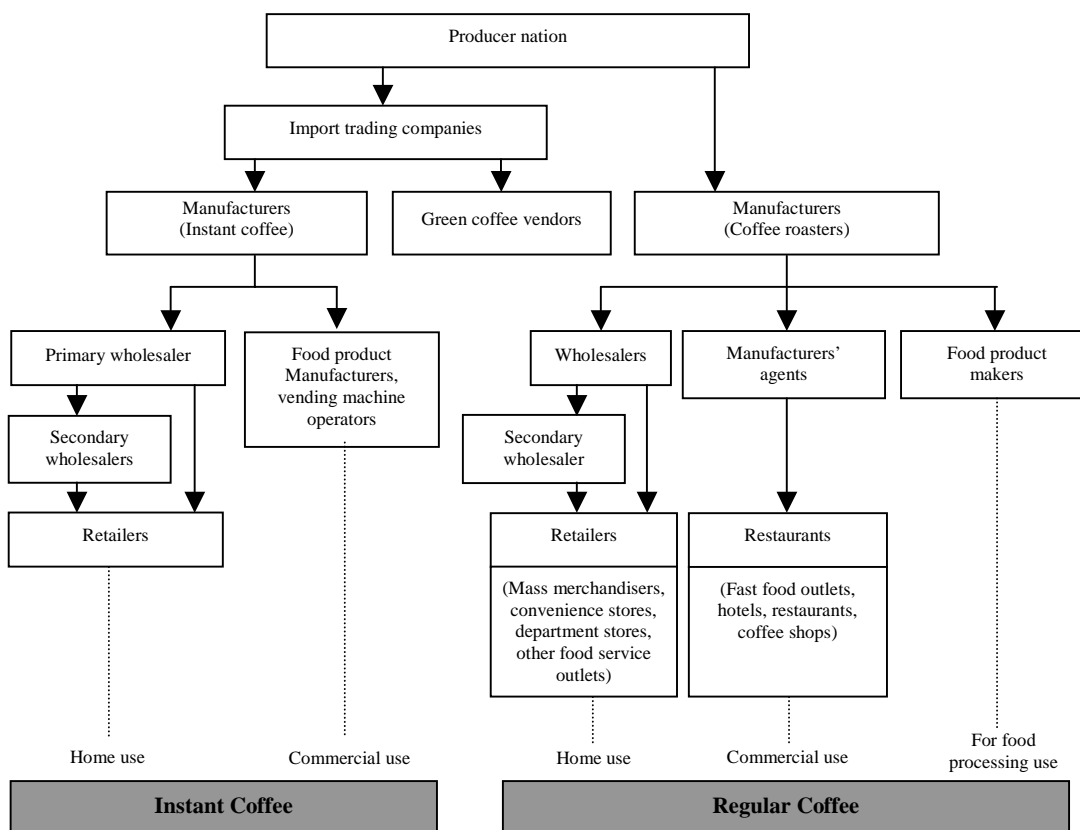 Producer nation
Import trading companies
Manufacturers
(Instant coffee)
Green coffee vendors
Manufacturers
(Coffee roasters)
Primary wholesaler
Food product
Manufacturers,
vending machine
operators
Wholesalers
Manufacturers’
agents
Food product
makers
Secondary
wholesalers
Secondary
wholesaler
Retailers
Retailers
(Mass merchandisers,
convenience stores,
department stores,
other food service
outlets)
Restaurants
(Fast food outlets,
hotels, restaurants,
coffee shops)
Home use
Commercial use
Home use
Commercial use
For food
processing use
Instant Coffee
Regular Coffee